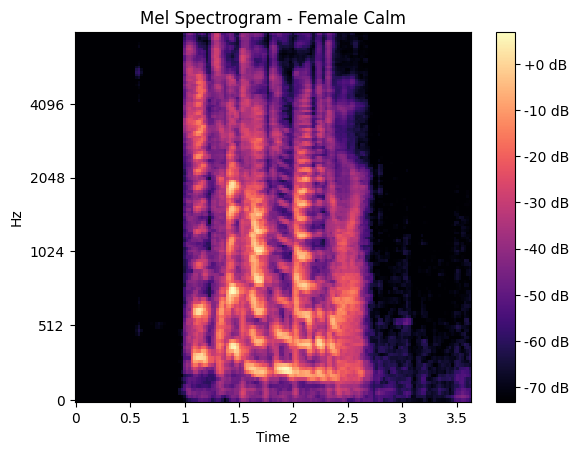 Mel Spectrogram - Female Calm
Hz
4096
2048
1024
512
0
0
0.5
1
1.5
2
2.5
3
3.5
Time
+0 dB
-10 dB
-20 dB
-30 dB
-40 dB
-50 dB
-60 dB
-70 dB